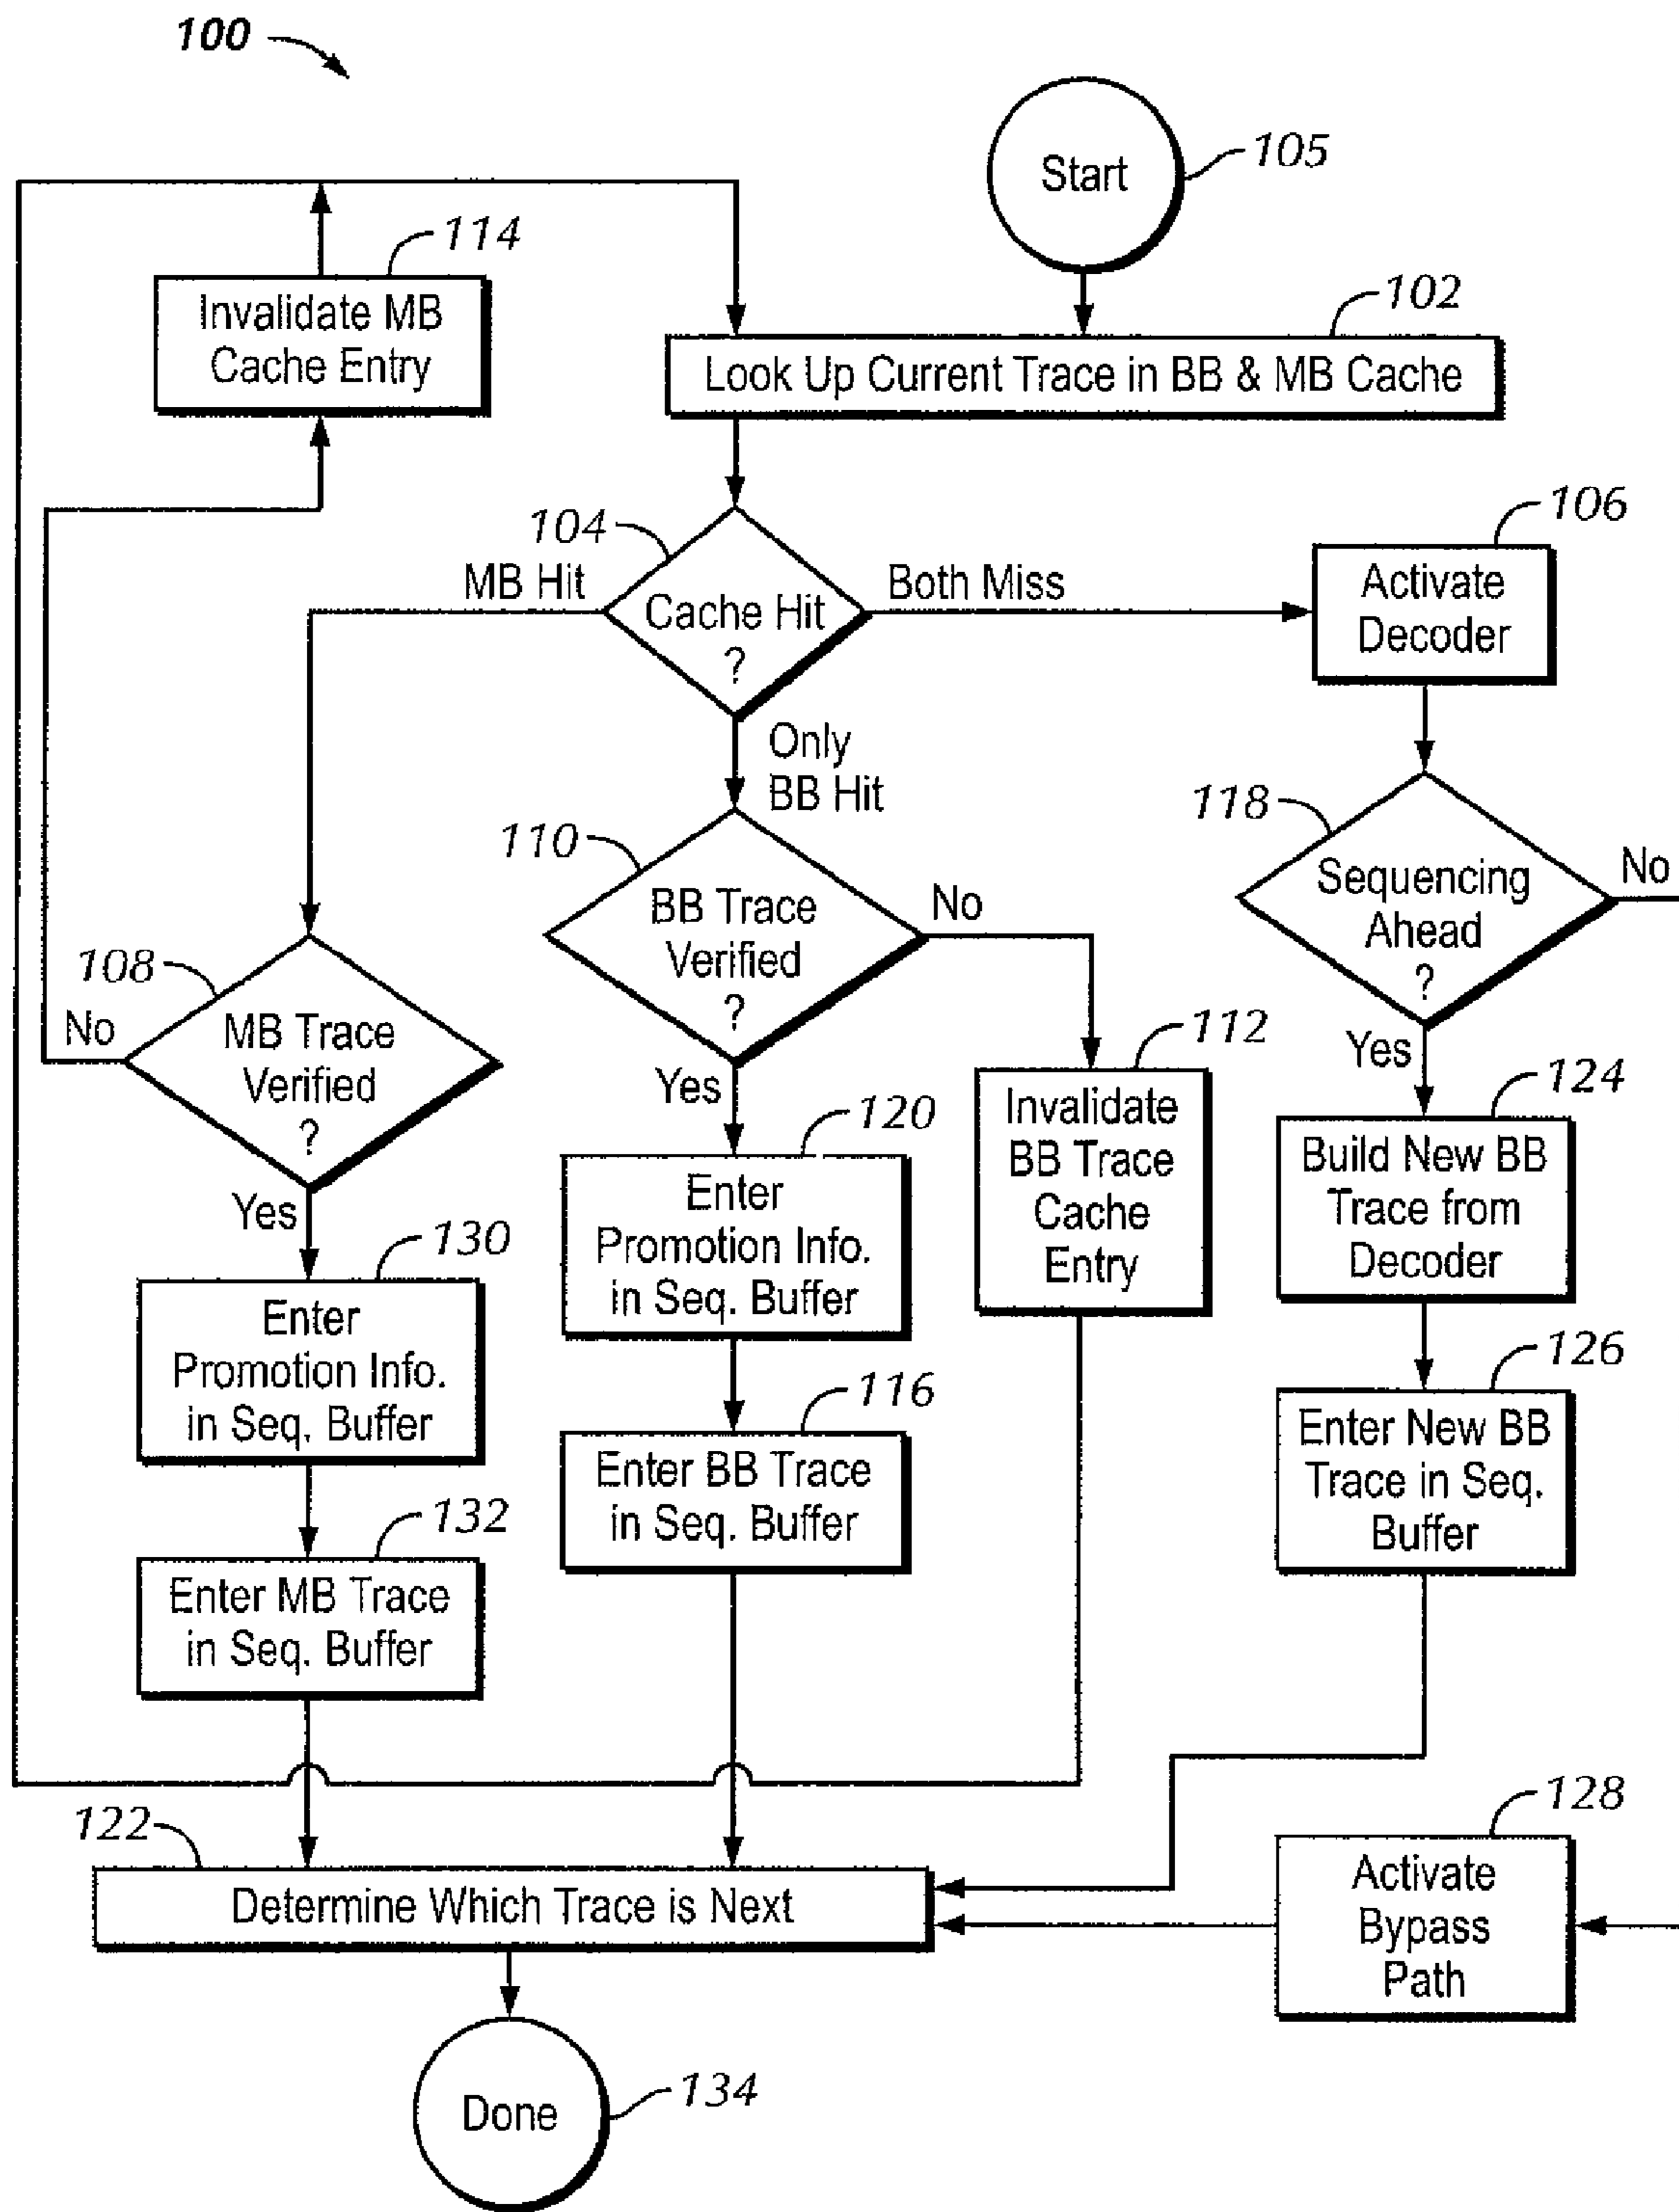 100
Start
105
114
Invalidate MB
Cache Entry
102
Look Up Current Trace in BB & MB Cache
104
MB Hit
Cache Hit
?
Both Miss
106
Activate
Decoder
Only
BB Hit
110
BB Trace
Verified
?
No
Yes
118
Sequencing
Ahead
?
No
Yes
108
MB Trace
Verified
?
No
Yes
112
Invalidate
BB Trace
Cache
Entry
120
Enter
Promotion Info.
in Seq. Buffer
124
Build New BB
Trace from
Decoder
130
Enter
Promotion Info.
in Seq. Buffer
116
Enter BB Trace
in Seq. Buffer
126
Enter New BB
Trace in Seq.
Buffer
132
Enter MB Trace
in Seq. Buffer
122
Determine Which Trace is Next
128
Activate
Bypass
Path
Done
134